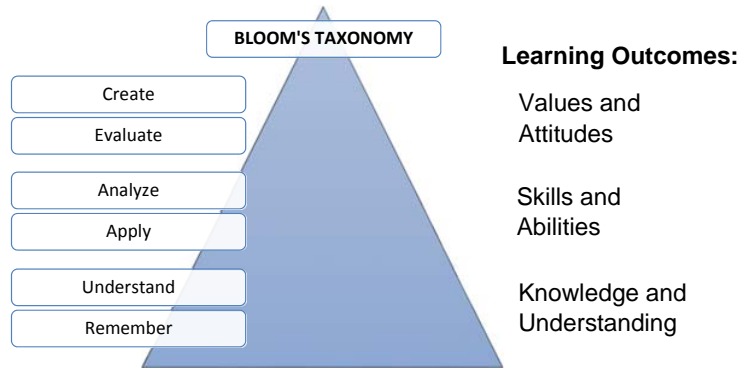 BLOOM'S TAXONOMY
Learning Outcomes:
Create
Evaluate
Values and
Attitudes
Analyze
Apply
Skills and
Abilities
Understand
Remember
Knowledge and
Understanding